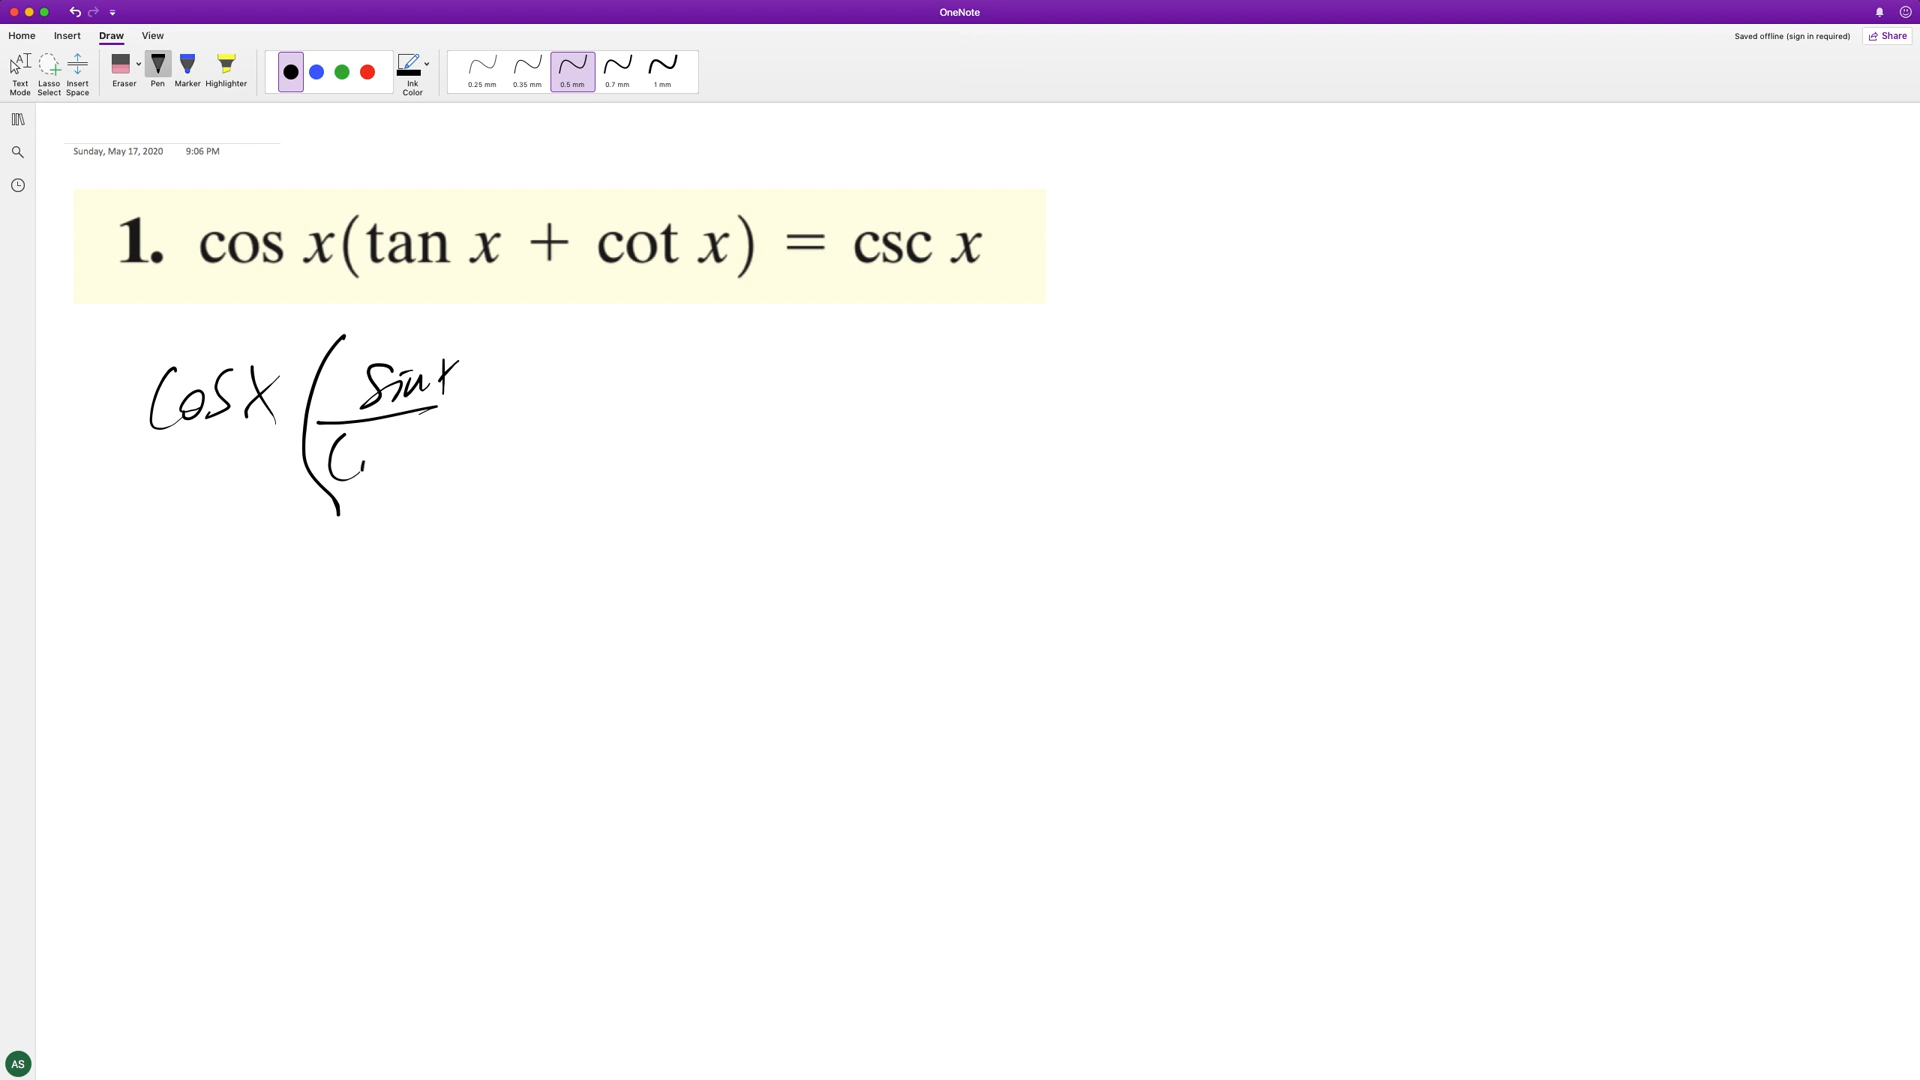 OneNote
Home Insert Draw View
Saved offline (sign in required) Share
Text Mode Lasso Select Insert Space Eraser Pen Marker Highlighter Ink Color 0.25 mm 0.35 mm 0.5 mm 0.7 mm 1 mm
Sunday, May 17, 2020 9:06 PM
1. cos x(tan x + cot x) = csc x
cos x ( sin x
c
AS